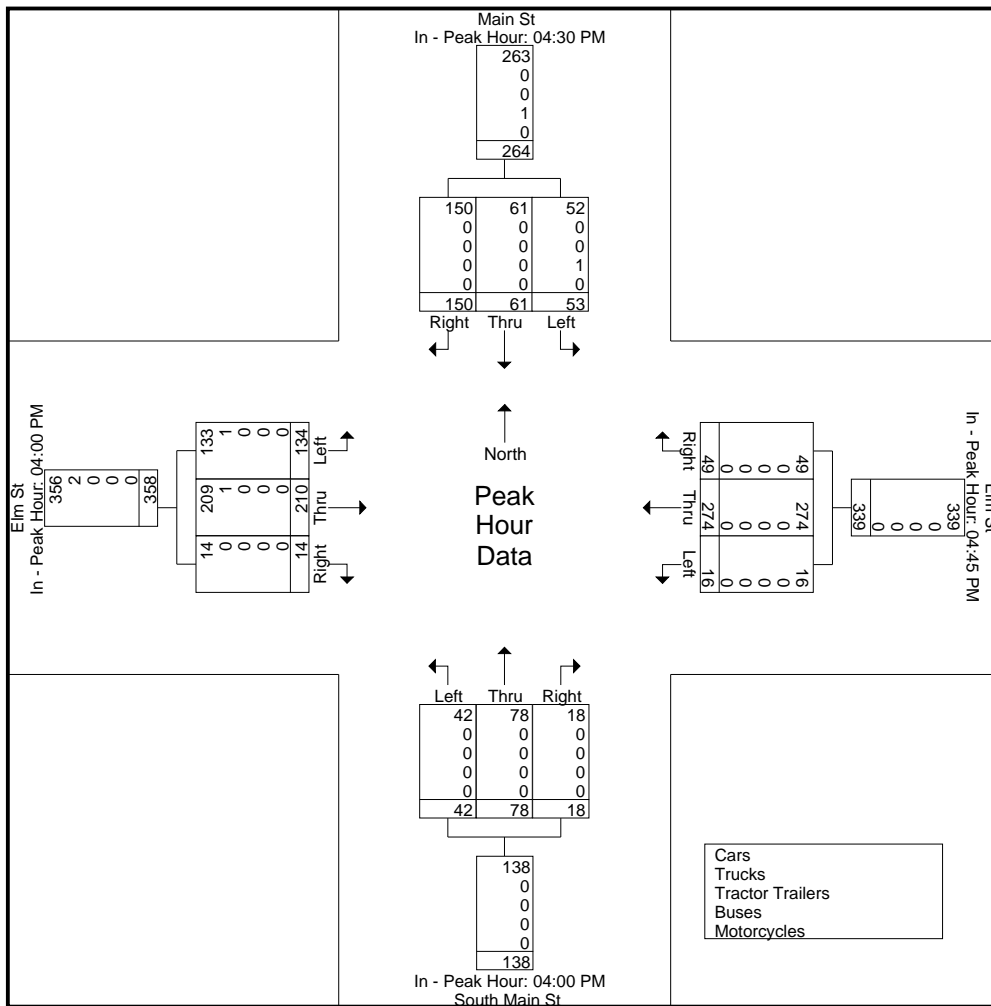 Main St
In - Peak Hour: 04:30 PM
263
0
0
1
0
264
150 61 52
0 0 0
0 0 0
0 0 1
0 0 0
150 61 53
Right Thru Left
Elm St
In - Peak Hour: 04:00 PM
356 2 0 0 0 358
133 1 0 0 0 134 Left
209 1 0 0 0 210 Thru
14 0 0 0 0 14 Right
North
Peak
Hour
Data
Right 49 0 0 0 0 49
Thru 274 0 0 0 0 274
Left 16 0 0 0 0 16
339 0 0 0 0 339
Elm St
In - Peak Hour: 04:45 PM
Left Thru Right
42 78 18
0 0 0
0 0 0
0 0 0
0 0 0
42 78 18
138
0
0
0
0
138
In - Peak Hour: 04:00 PM
South Main St
Cars
Trucks
Tractor Trailers
Buses
Motorcycles